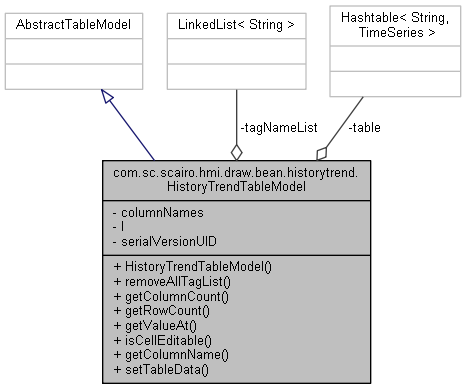 AbstractTableModel
LinkedList< String >
Hashtable< String,
TimeSeries >
-tagNameList
-table
com.sc.scairo.hmi.draw.bean.historytrend.
HistoryTrendTableModel
- columnNames
- l
- serialVersionUID
+ HistoryTrendTableModel()
+ removeAllTagList()
+ getColumnCount()
+ getRowCount()
+ getValueAt()
+ isCellEditable()
+ getColumnName()
+ setTableData()